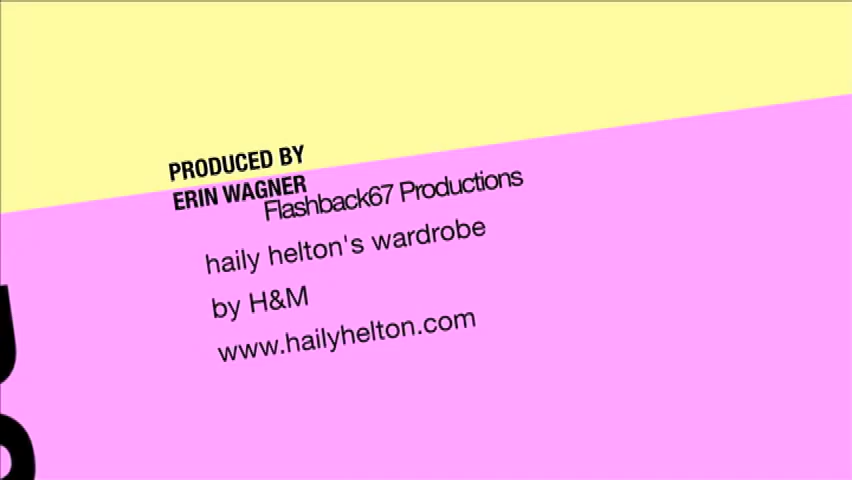 PRODUCED BY
ERIN WAGNER
Flashback67 Productions
haily helton's wardrobe
by H&M
www.hailyhelton.com